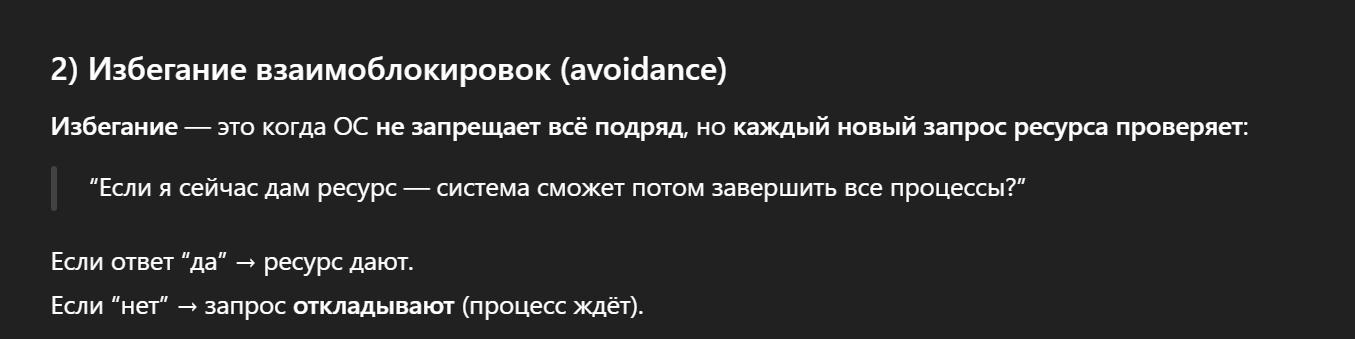 2) Избегание взаимоблокировок (avoidance)
Избегание — это когда ОС не запрещает всё подряд, но каждый новый запрос ресурса проверяет:
“Если я сейчас дам ресурс — система сможет потом завершить все процессы?”
Если ответ “да” → ресурс дают.
Если “нет” → запрос откладывают (процесс ждёт).